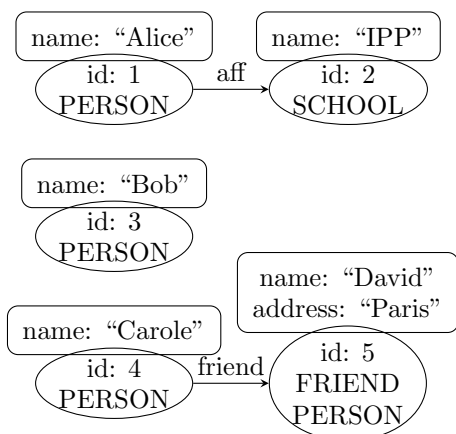 name: “Alice”
id: 1
PERSON
aff
name: “IPP”
id: 2
SCHOOL
name: “Bob”
id: 3
PERSON
name: “Carole”
id: 4
PERSON
friend
name: “David”
address: “Paris”
id: 5
FRIEND
PERSON